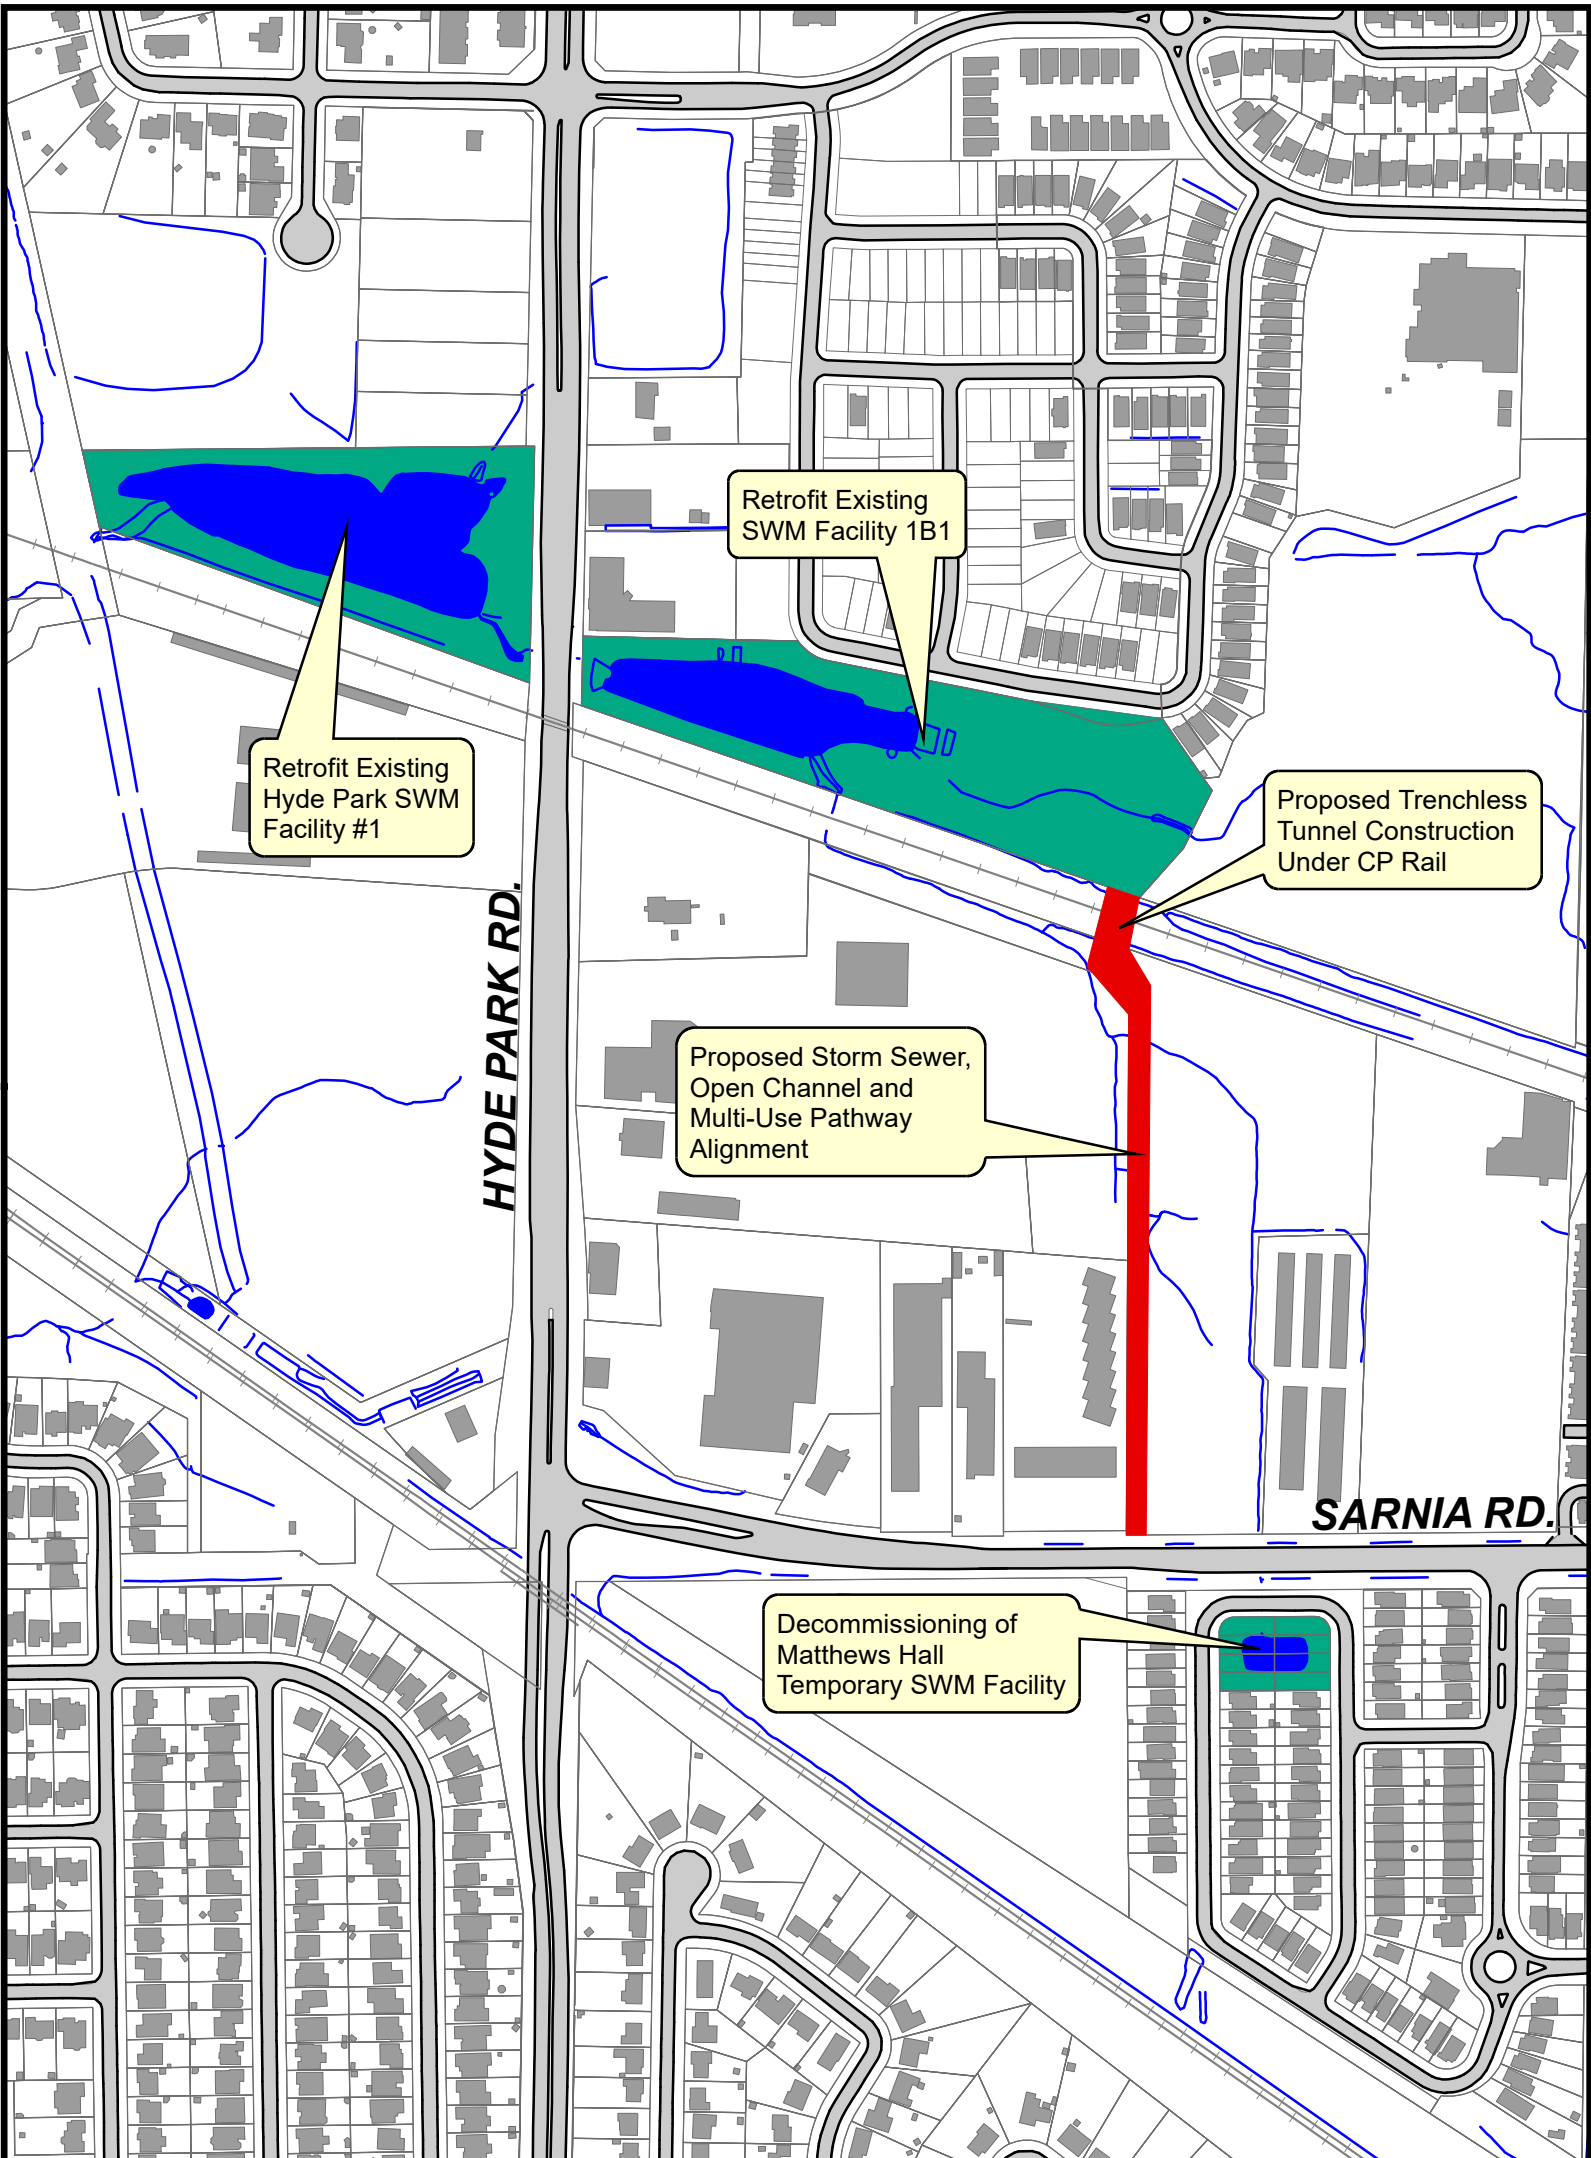 Retrofit Existing
SWM Facility 1B1
Retrofit Existing
Hyde Park SWM
Facility #1
Proposed Trenchless
Tunnel Construction
Under CP Rail
HYDE PARK RD.
Proposed Storm Sewer,
Open Channel and
Multi-Use Pathway
Alignment
SARNIA RD.
Decommissioning of
Matthews Hall
Temporary SWM Facility